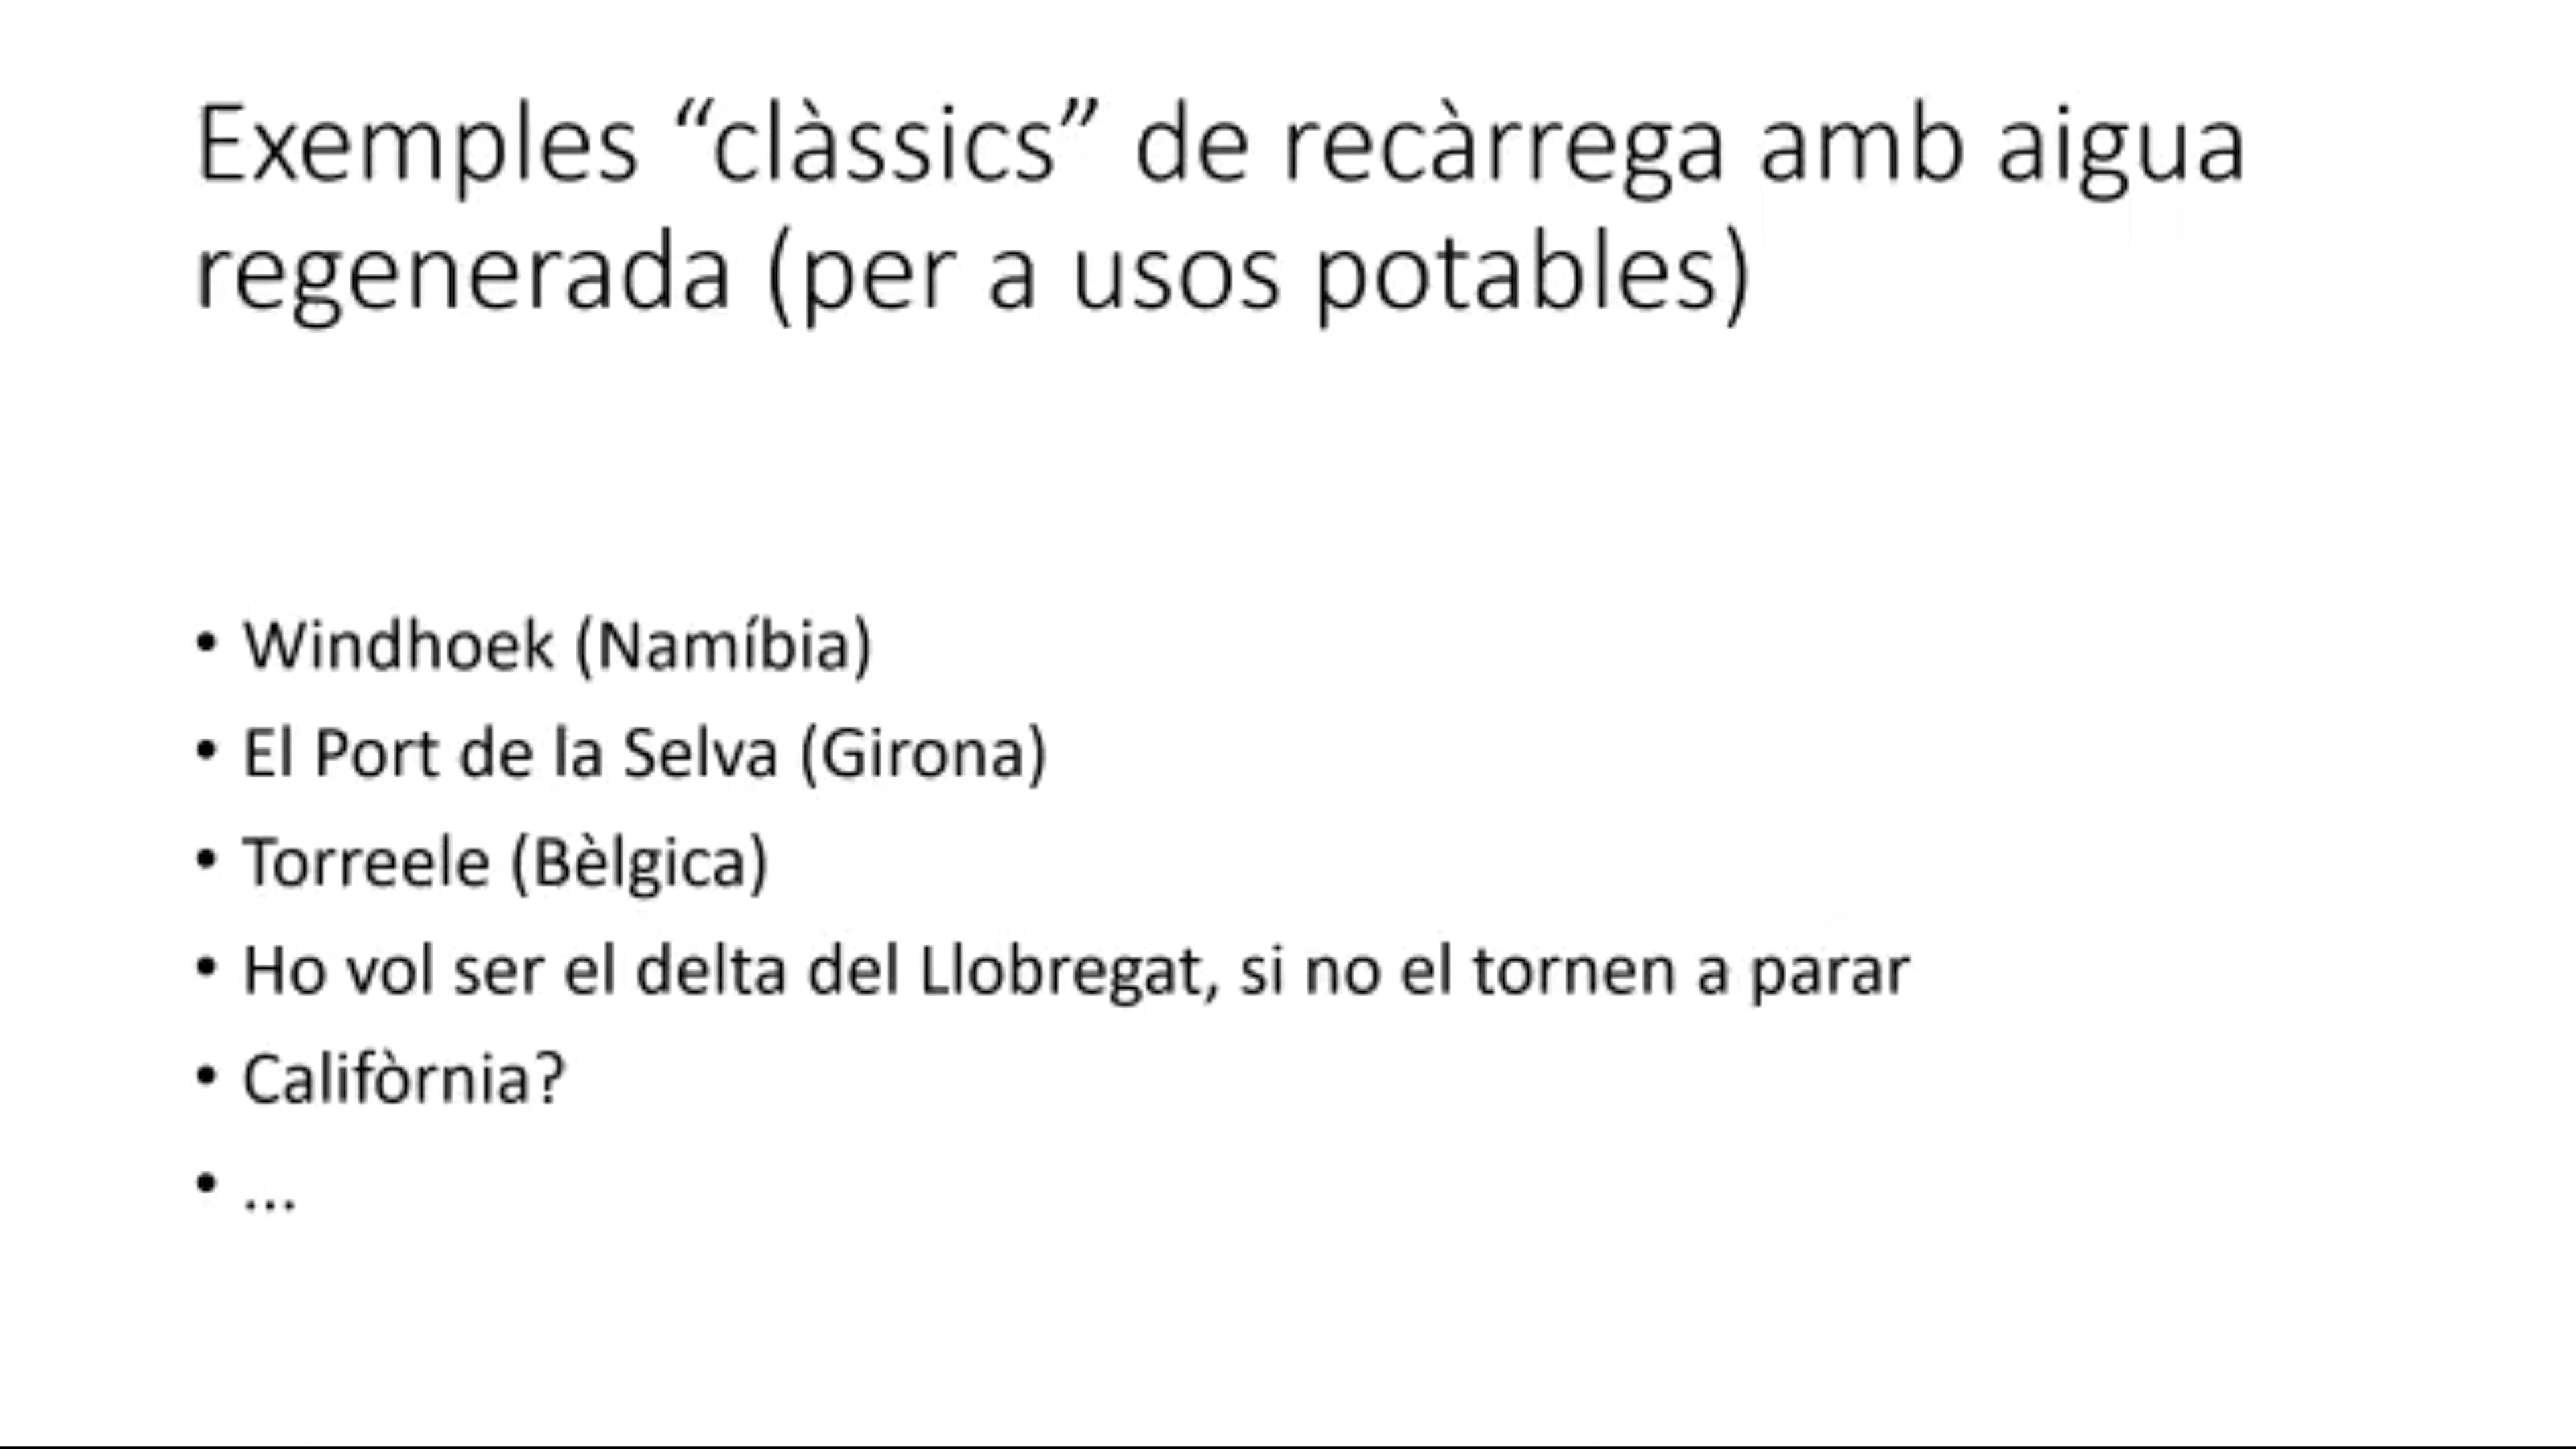 Exemples “clàssics” de recàrrega amb aigua
regenerada (per a usos potables)
• Windhoek (Namíbia)
• El Port de la Selva (Girona)
• Torreele (Bèlgica)
• Ho vol ser el delta del Llobregat, si no el tornen a parar
• Califòrnia?
• ...